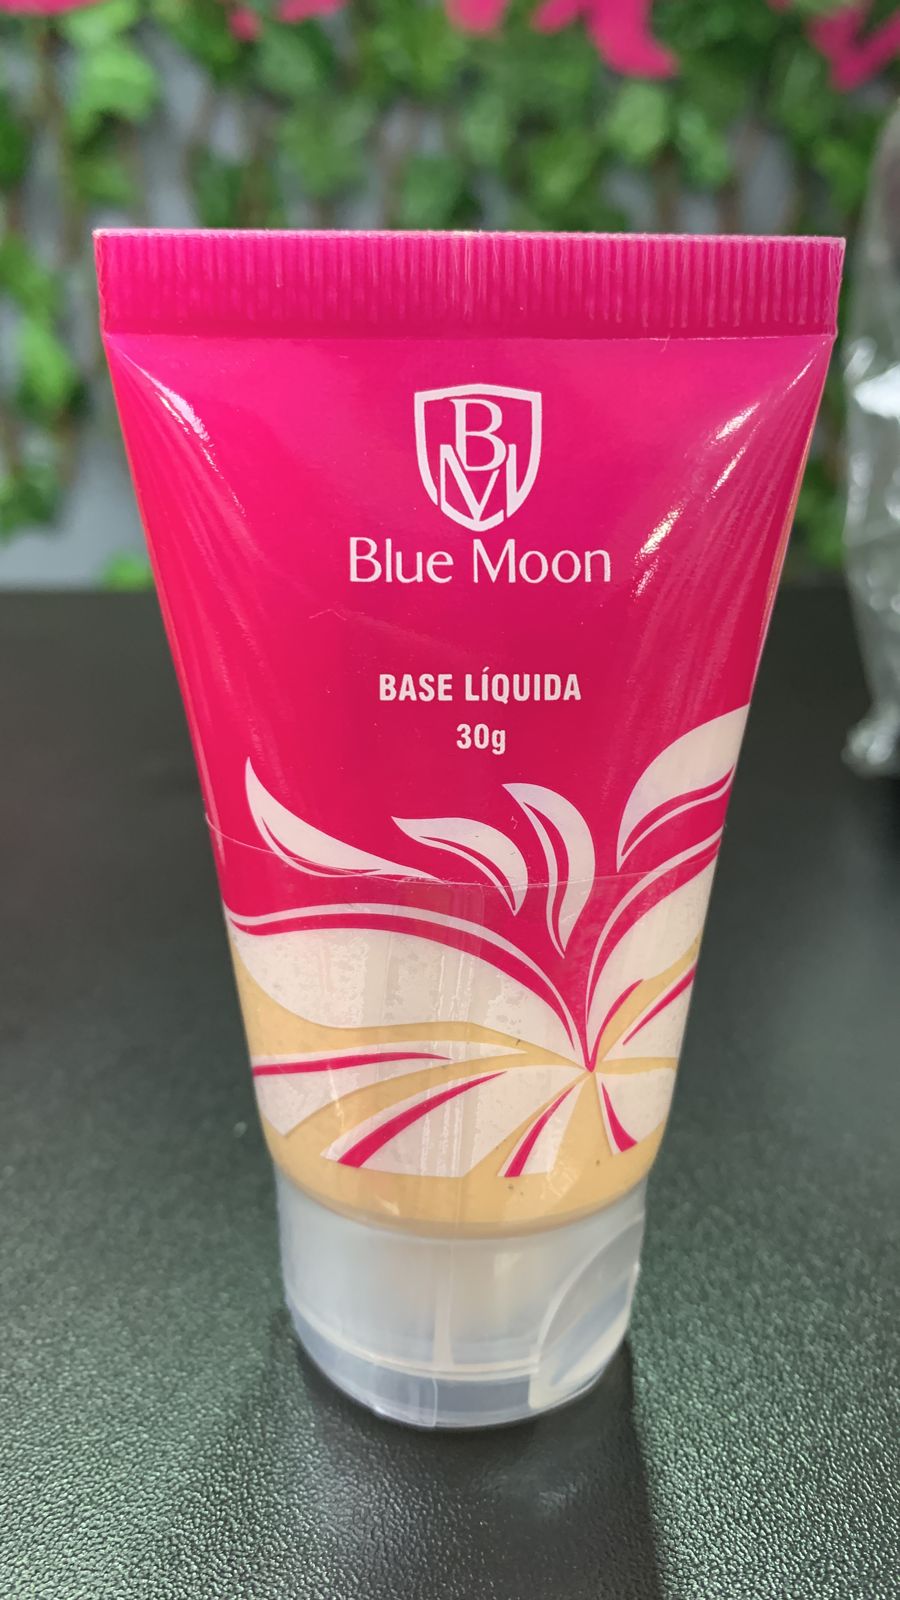 BM
Blue Moon
BASE LÍQUIDA
30g